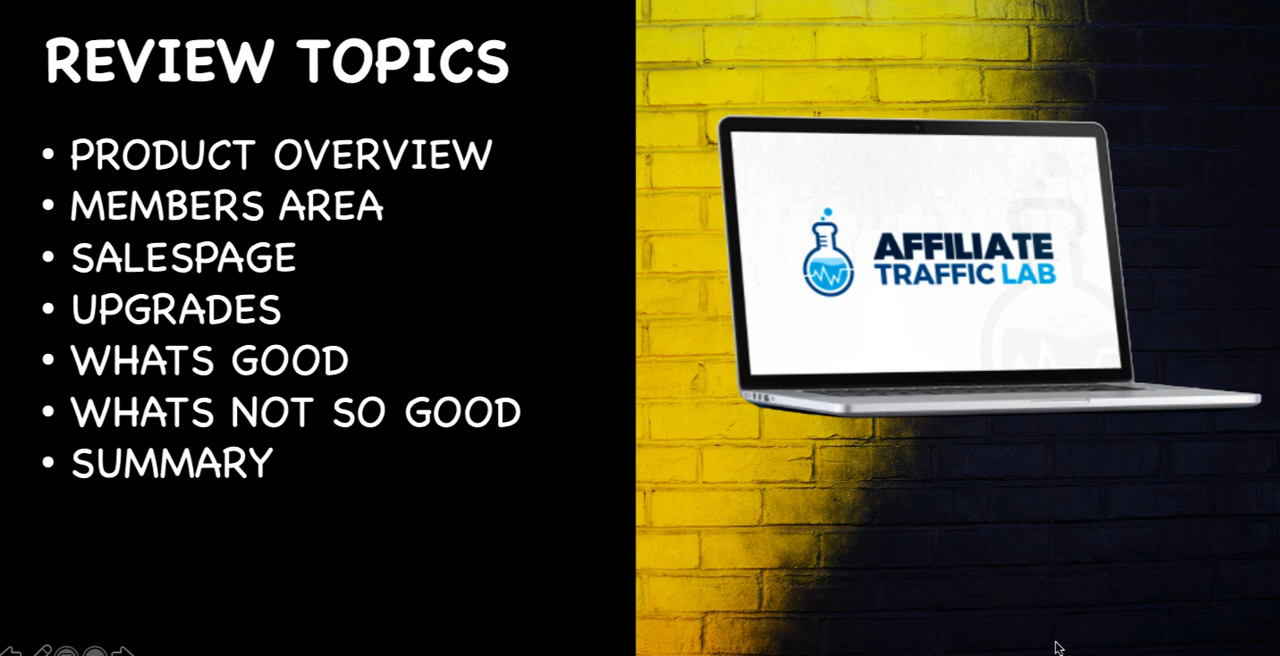 REVIEW TOPICS
• PRODUCT OVERVIEW
• MEMBERS AREA
• SALESPAGE
• UPGRADES
• WHATS GOOD
• WHATS NOT SO GOOD
• SUMMARY
AFFILIATE
TRAFFIC LAB